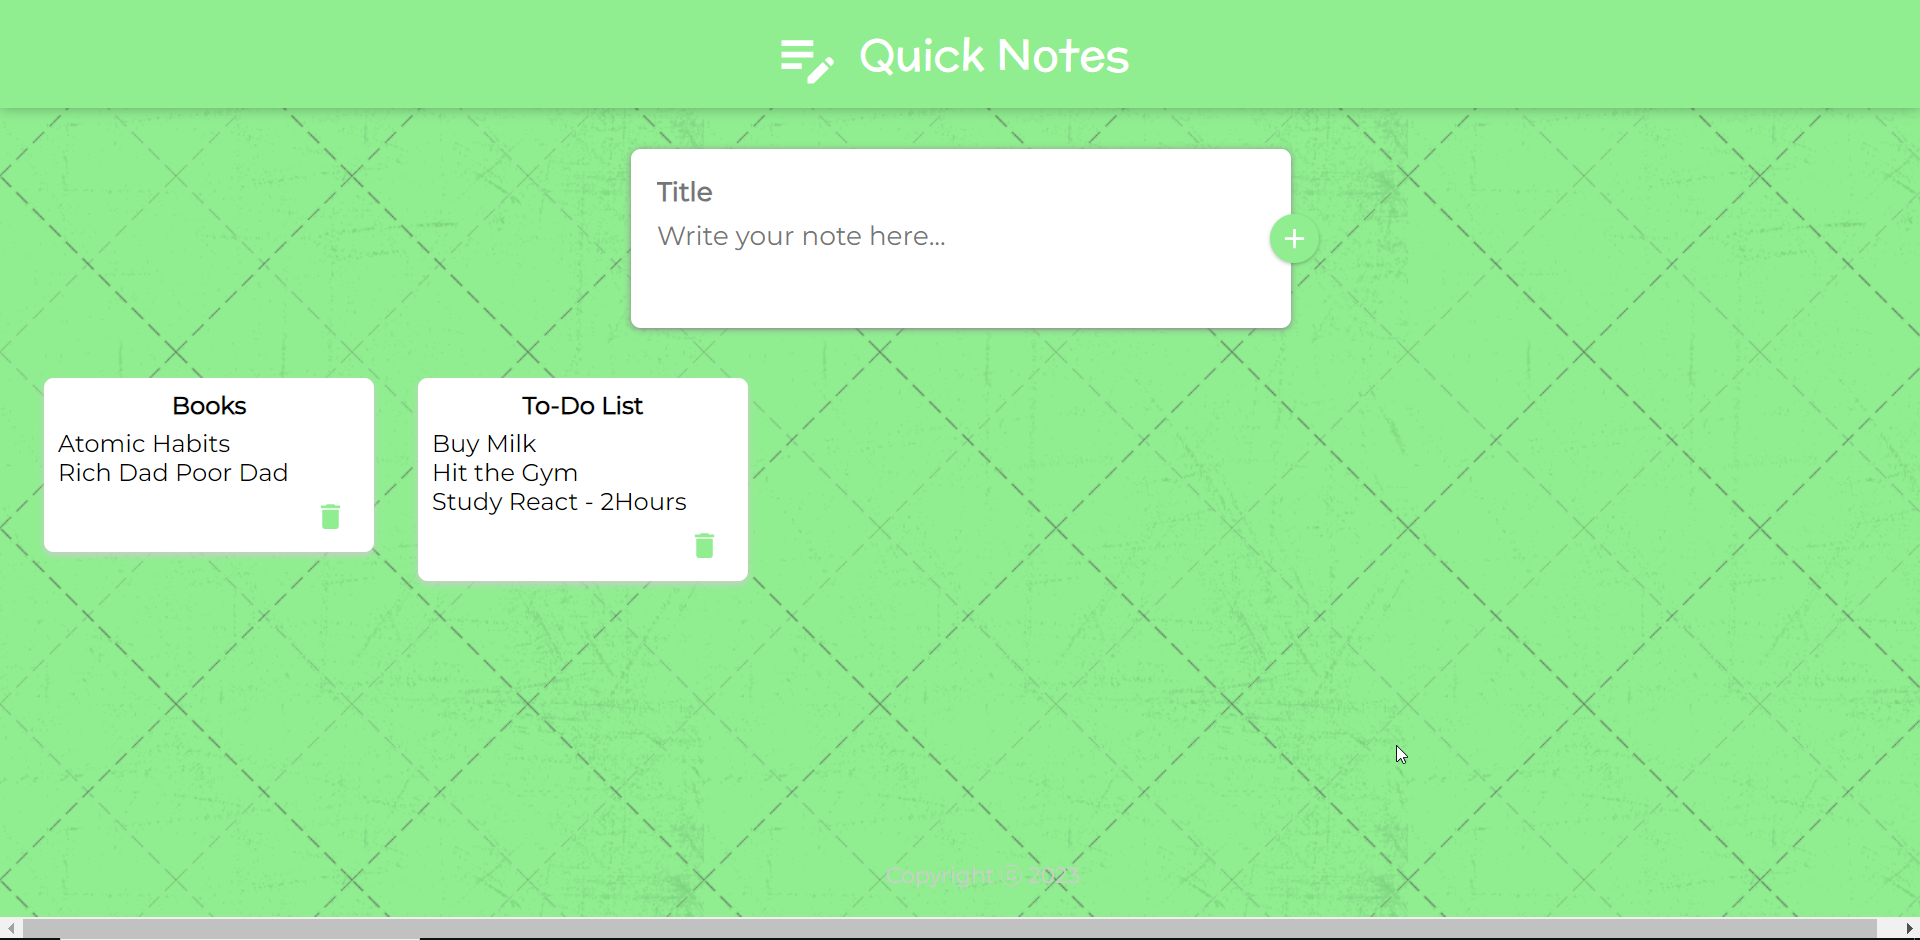 Quick Notes
Title
Write your note here...
Books
Atomic Habits
Rich Dad Poor Dad
To-Do List
Buy Milk
Hit the Gym
Study React - 2Hours
Copyright © 2023